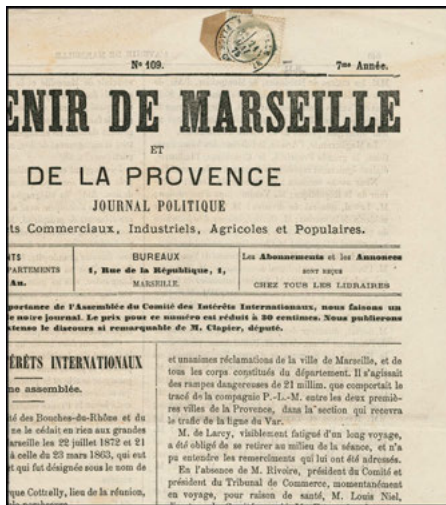 No 109.
7me Année.
ENIR DE MARSEILLE
ET
DE LA PROVENCE
JOURNAL POLITIQUE
ts Commerciaux, Industriels, Agricoles et Populaires.
NTS
ÉPARTEMENTS
An.
BUREAUX
1, Rue de la République, 1,
MARSEILLE.
Les Abonnements et les Annonces
SONT REÇUS
CHEZ TOUS LES LIBRAIRES
portance de l'Assemblée du Comité des Intérêts Internationaux, nous faisons un
e notre journal. Le prix pour ce numéro est réduit à 30 centimes. Nous publierons
xtenso le discours si remarquable de M. Clapier, député.
ÉRÊTS INTERNATIONAUX
me assemblée.
té des Bouches-du-Rhône et du
ne le cédait en rien aux grandes
arseille les 22 juillet 1872 et 21
à celle du 23 mars 1863, qui eut
et qui fut désignée sous le nom de
que Cottrelly, lieu de la réunion,
et unanimes réclamations de la ville de Marseille, et de
tous les corps constitués du département. Il s'agissait
des rampes dangereuses de 21 millim. que comportait le
tracé de la compagnie P.-L.-M. entre les deux premiè-
res villes de la Provence, dans la section qui recevra
le trafic de la ligne du Var.
M. de Larcy, visiblement fatigué d'un long voyage,
a été obligé de se retirer au milieu de la séance, et n'a
pu entendre les remerciments qui lui ont été adressés.
En l'absence de M. Rivoire, président du Comité et
président du Tribunal de Commerce, momentanément
en voyage, pour raison de santé, M. Louis Niel,